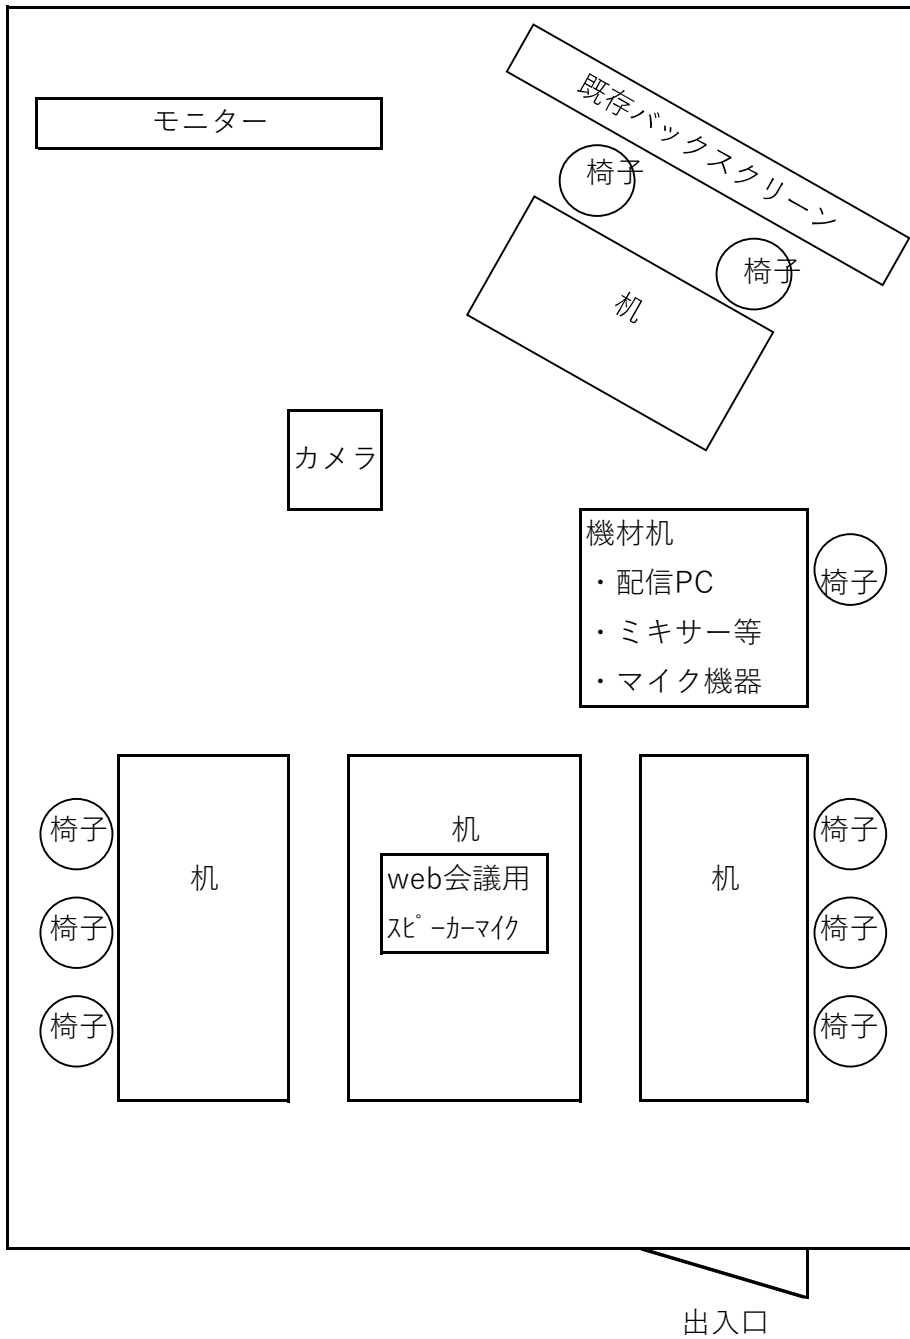 既存バックスクリーン
モニター
椅子
椅子
机
カメラ
機材机
・配信PC
・ミキサー等
・マイク機器
椅子
椅子
机
椅子
web会議用
ｽﾋﾟｰｶｰﾏｲｸ
机
机
椅子
椅子
椅子
椅子
椅子
出入口